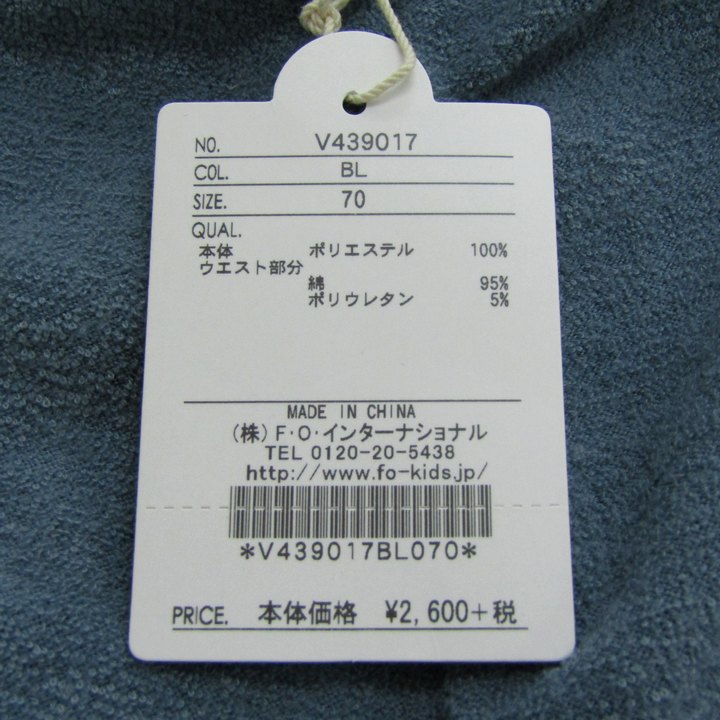 NO. V439017
COL. BL
SIZE. 70
QUAL.
本体 ポリエステル 100%
ウエスト部分
綿 95%
ポリウレタン 5%
MADE IN CHINA
(株)F・O・インターナショナル
TEL 0120-20-5438
http://www.fo-kids.jp/
*V439017BL070*
PRICE. 本体価格 ¥2,600+税